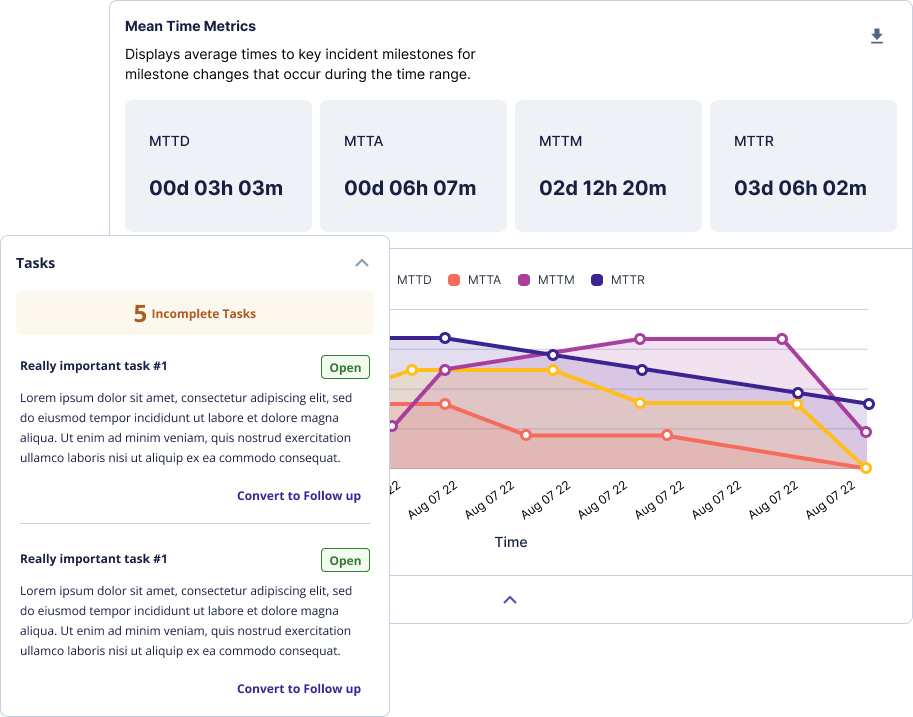 Mean Time Metrics
Displays average times to key incident milestones for
milestone changes that occur during the time range.
MTTD
MTTA
MTTM
MTTR
00d 03h 03m
00d 06h 07m
02d 12h 20m
03d 06h 02m
Tasks
5 Incomplete Tasks
Really important task #1
Open
Lorem ipsum dolor sit amet, consectetur adipiscing elit, sed
do eiusmod tempor incididunt ut labore et dolore magna
aliqua. Ut enim ad minim veniam, quis nostrud exercitation
ullamco laboris nisi ut aliquip ex ea commodo consequat.
Convert to Follow up
Really important task #1
Open
Lorem ipsum dolor sit amet, consectetur adipiscing elit, sed
do eiusmod tempor incididunt ut labore et dolore magna
aliqua. Ut enim ad minim veniam, quis nostrud exercitation
ullamco laboris nisi ut aliquip ex ea commodo consequat.
Convert to Follow up
MTTD
MTTA
MTTM
MTTR
22
Aug 07 22
Aug 07 22
Aug 07 22
Aug 07 22
Aug 07 22
Aug 07 22
Aug 07 22
Aug 07 22
Time